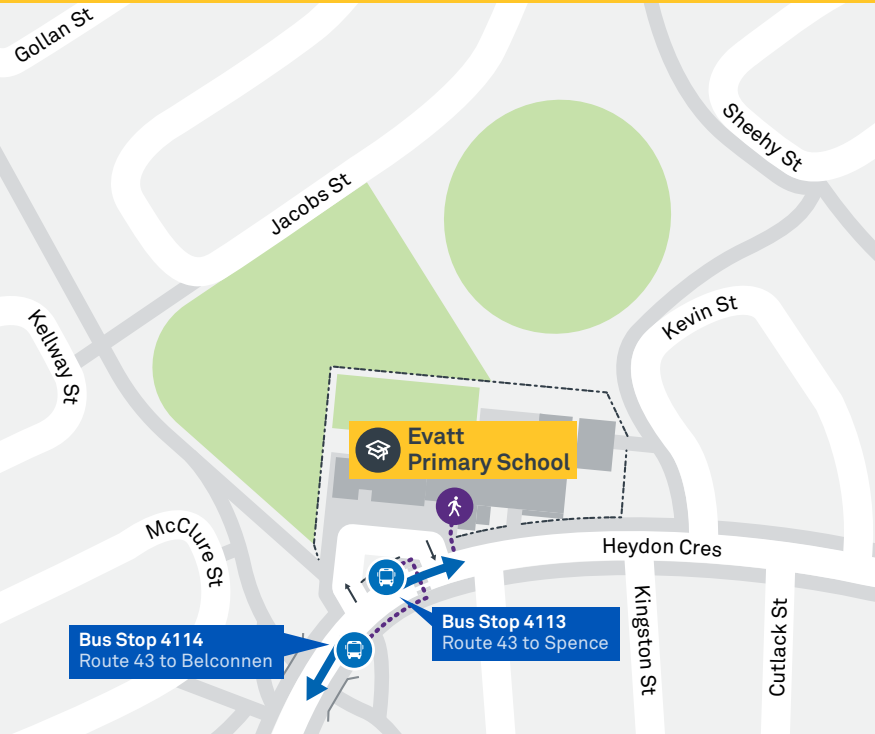 Gollan St
Sheehy St
Jacobs St
Kevin St
Kellway St
Evatt
Primary School
McClure St
Heydon Cres
Kingston St
Cutlack St
Bus Stop 4113
Route 43 to Spence
Bus Stop 4114
Route 43 to Belconnen